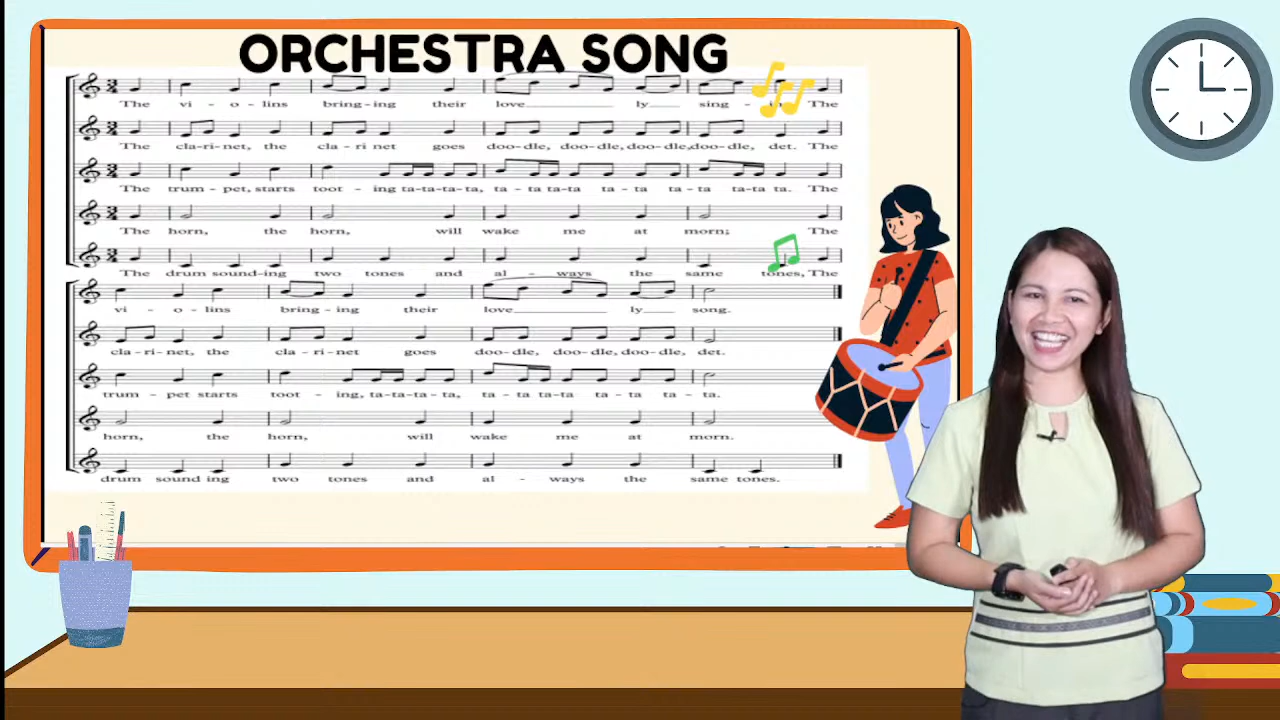 ORCHESTRA SONG
The vi - o - lins bring - ing their love ly sing - The
The cla - ri - net, the cla - ri net goes doo - dle, doo - dle, doo - dle, doo - dle, det. The
The trum - pet, starts toot - ing ta-ta-ta-ta, ta - ta ta-ta ta - ta ta - ta ta-ta ta. The
The horn, the horn, will wake me at morn; The
The drum sound-ing two tones and al - ways the same tones, The
vi - o - lins bring - ing their love ly song.
cla - ri - net, the cla - ri - net goes doo - dle, doo - dle, doo - dle, det.
trum - pet starts toot - ing, ta-ta-ta-ta, ta - ta ta-ta ta - ta ta - ta.
horn, the horn, will wake me at morn.
drum sound ing two tones and al - ways the same tones.